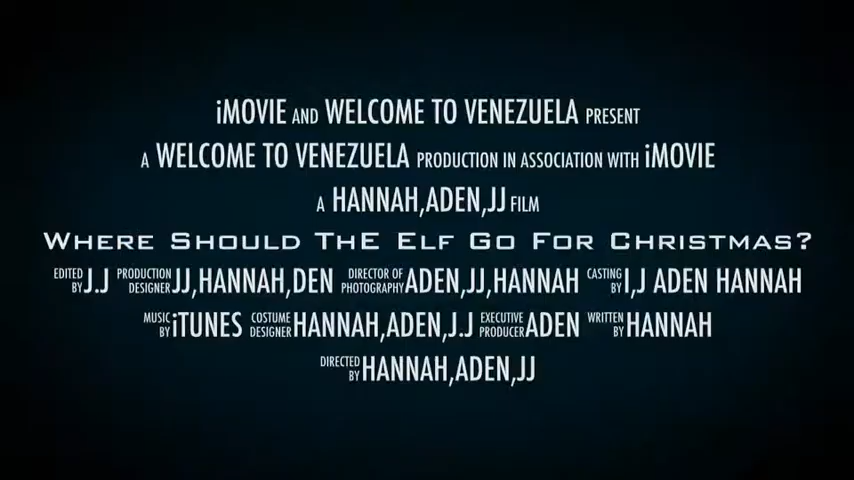 iMOVIE AND WELCOME TO VENEZUELA PRESENT
A WELCOME TO VENEZUELA PRODUCTION IN ASSOCIATION WITH iMOVIE
A HANNAH,ADEN,JJ FILM
WHERE SHOULD THE ELF GO FOR CHRISTMAS?
EDITED BY J.J PRODUCTION DESIGNER JJ,HANNAH,DEN DIRECTOR OF PHOTOGRAPHY ADEN,JJ,HANNAH CASTING BY I,J ADEN HANNAH
MUSIC BY iTUNES COSTUME DESIGNER HANNAH,ADEN,J.J EXECUTIVE PRODUCER ADEN WRITTEN BY HANNAH
DIRECTED BY HANNAH,ADEN,JJ